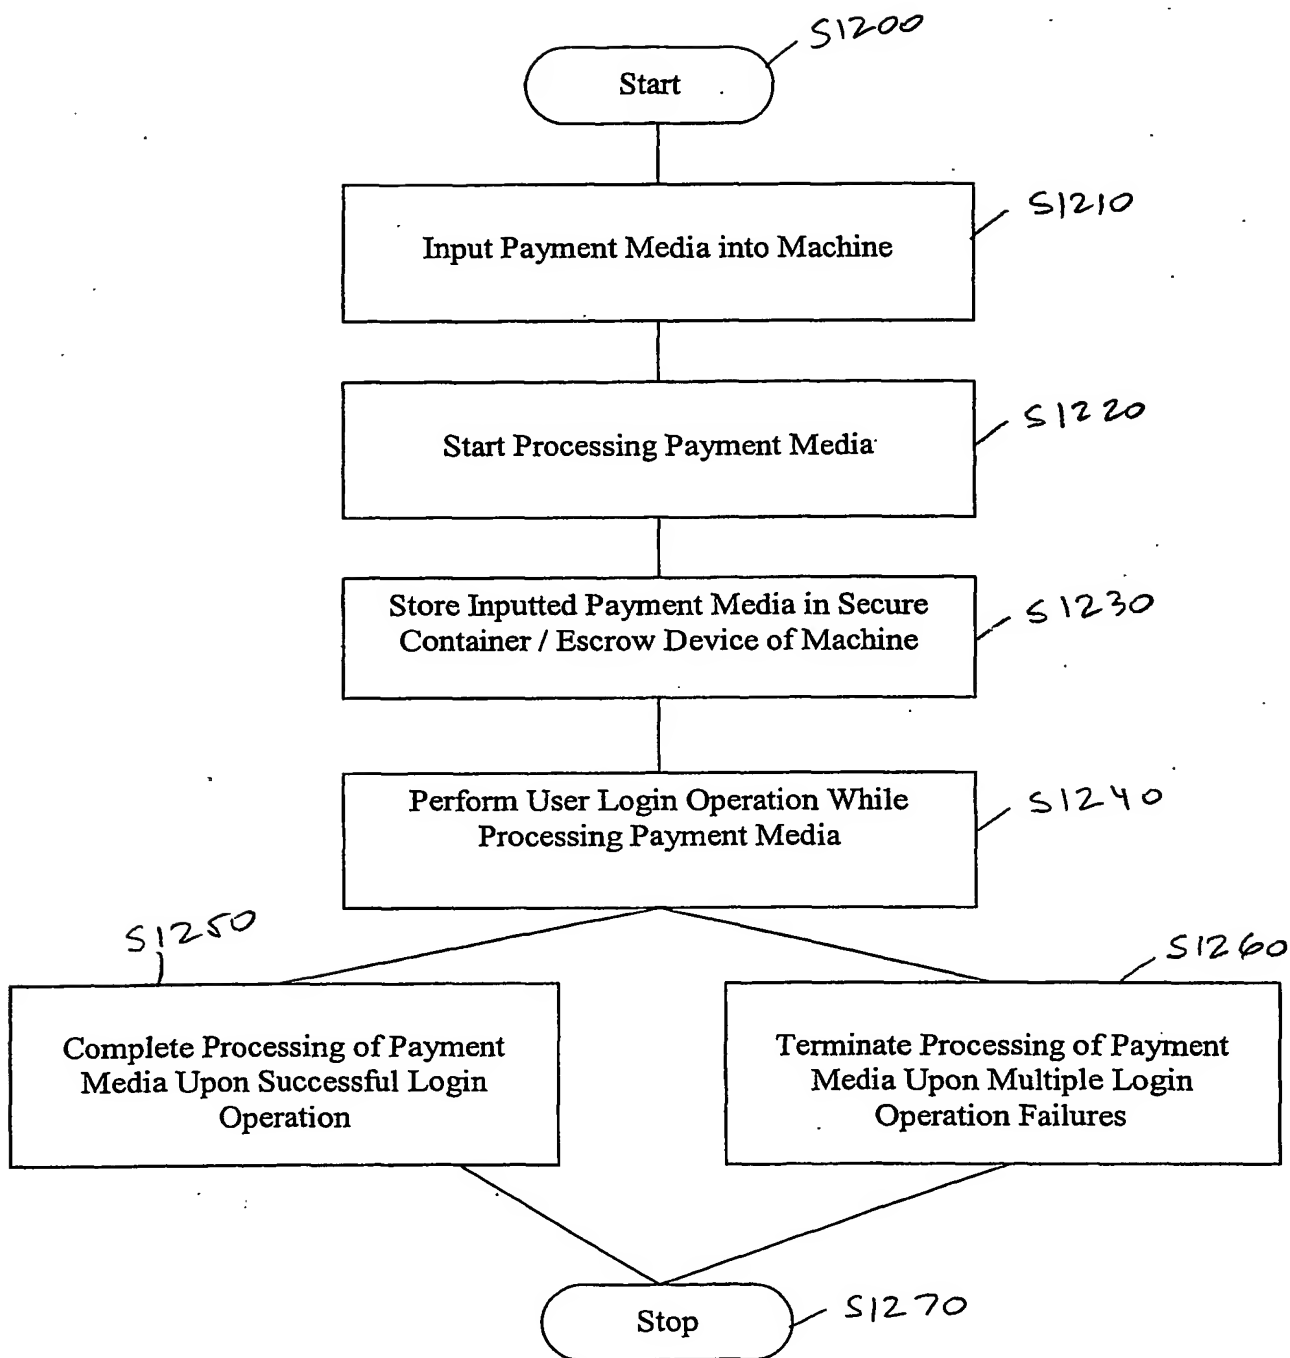 S1200
Start
S1210
Input Payment Media into Machine
S1220
Start Processing Payment Media
S1230
Store Inputted Payment Media in Secure
Container / Escrow Device of Machine
S1240
Perform User Login Operation While
Processing Payment Media
S1250
S1260
Complete Processing of Payment
Media Upon Successful Login
Operation
Terminate Processing of Payment
Media Upon Multiple Login
Operation Failures
Stop
S1270